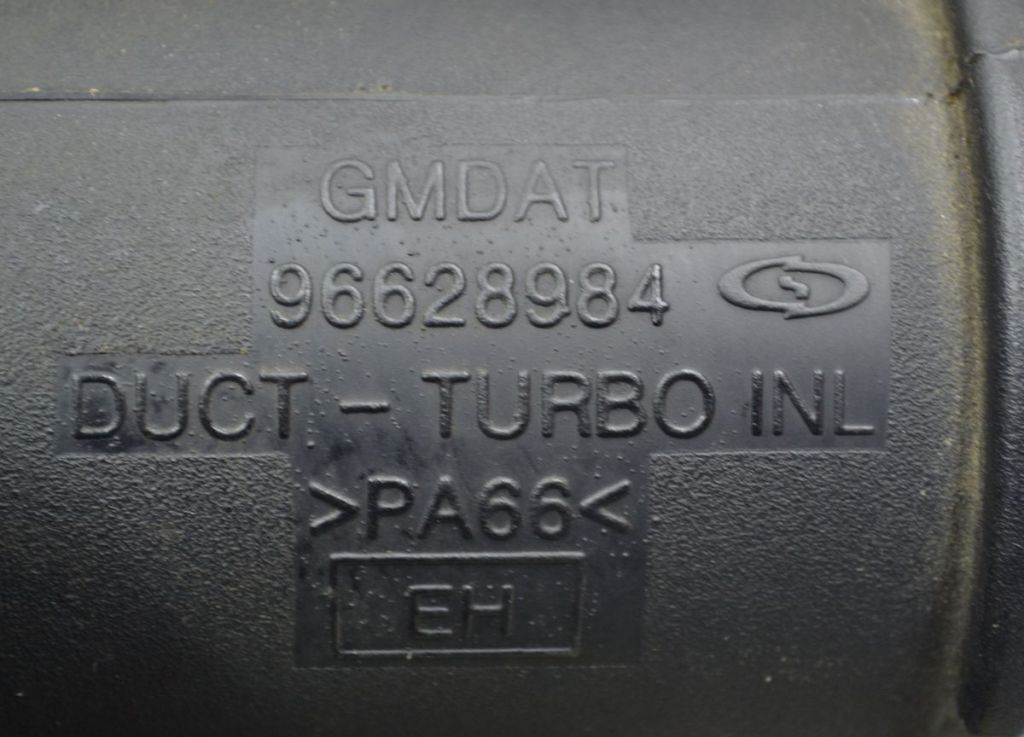 GMDAT
96628984
DUCT - TURBO INL
>PA66<
EH